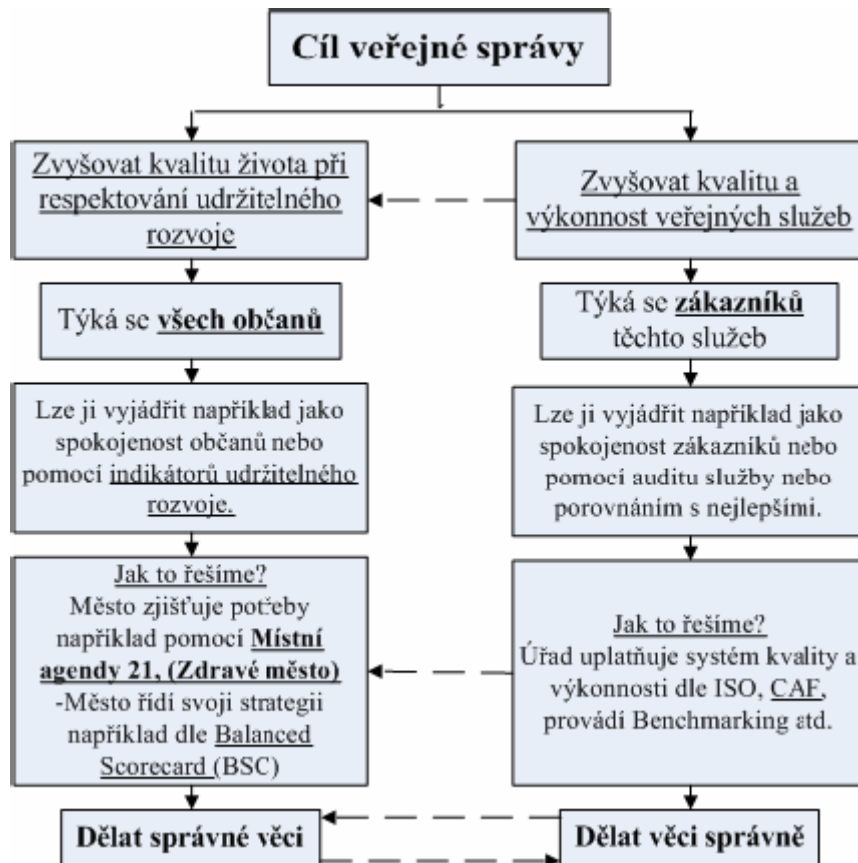 Cíl veřejné správy
Zvyšovat kvalitu života při
respektování udržitelného
rozvoje
Zvyšovat kvalitu a
výkonnost veřejných služeb
Týká se všech občanů
Týká se zákazníků
těchto služeb
Lze ji vyjádřit například jako
spokojenost občanů nebo
pomocí indikátorů udržitelného
rozvoje.
Lze ji vyjádřit například jako
spokojenost zákazníků nebo
pomocí auditu služby nebo
porovnáním s nejlepšími.
Jak to řešíme?
Město zjišťuje potřeby
například pomocí Místní
agendy 21, (Zdravé město)
-Město řídí svoji strategii
například dle Balanced
Scorecard (BSC)
Jak to řešíme?
Úřad uplatňuje systém kvality a
výkonnosti dle ISO, CAF,
provádí Benchmarking atd.
Dělat správné věci
Dělat věci správně